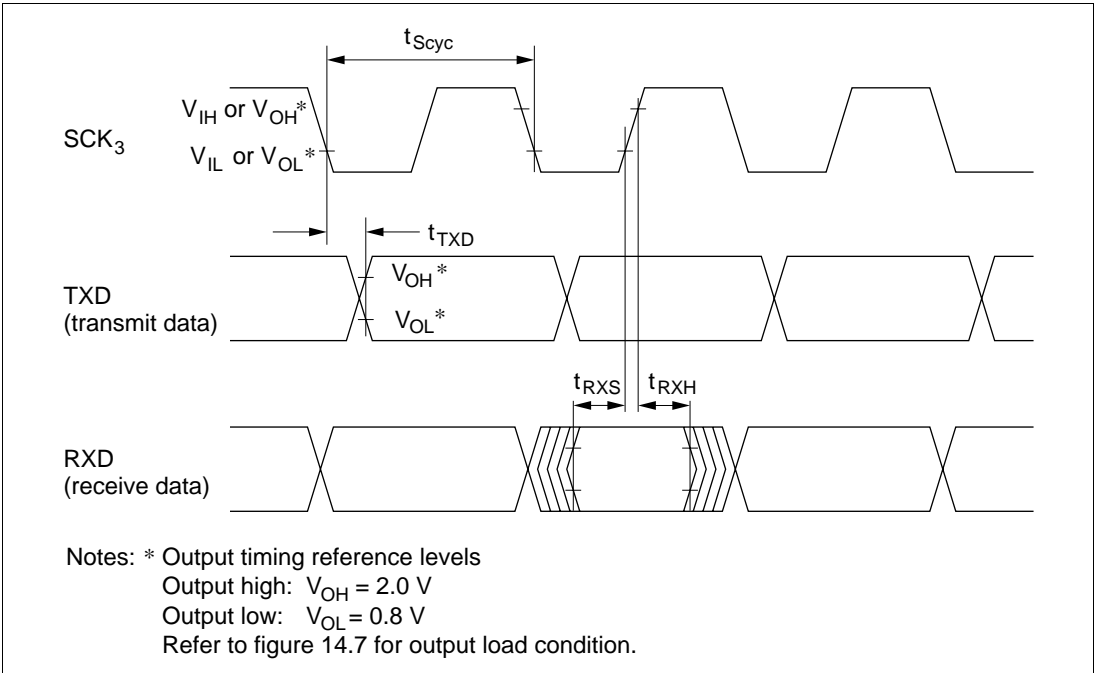 tScyc
VIH or VOH*
SCK3
VIL or VOL*
tTXD
VOH*
TXD
(transmit data)
VOL*
tRXS tRXH
RXD
(receive data)
Notes: * Output timing reference levels
Output high: VOH = 2.0 V
Output low: VOL = 0.8 V
Refer to figure 14.7 for output load condition.